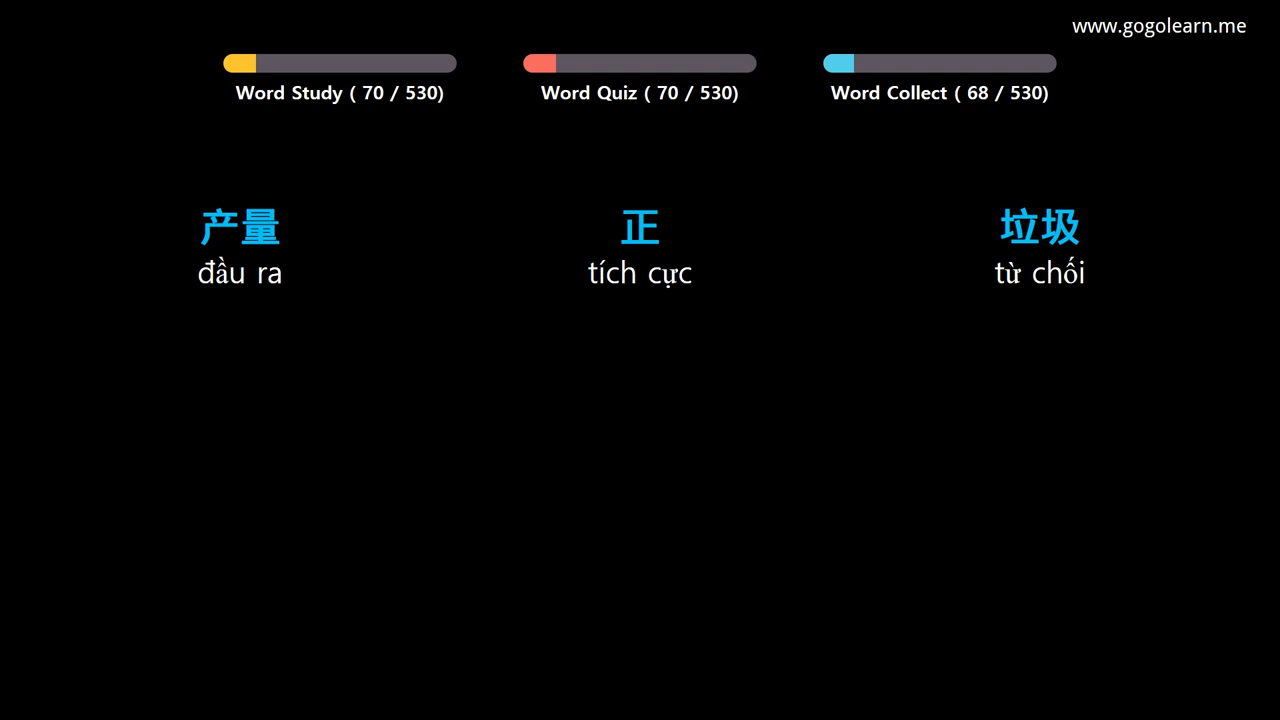 www.gogolearn.me
Word Study ( 70 / 530)
Word Quiz ( 70 / 530)
Word Collect ( 68 / 530)
产量
đầu ra
正
tích cực
垃圾
từ chối